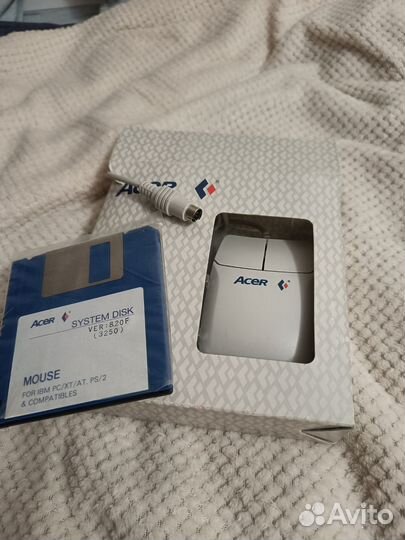 Acer
Acer
Acer
SYSTEM DISK
VER:820F
(3250)
MOUSE
FOR IBM PC/XT/AT. PS/2
& COMPATIBLES
Avito